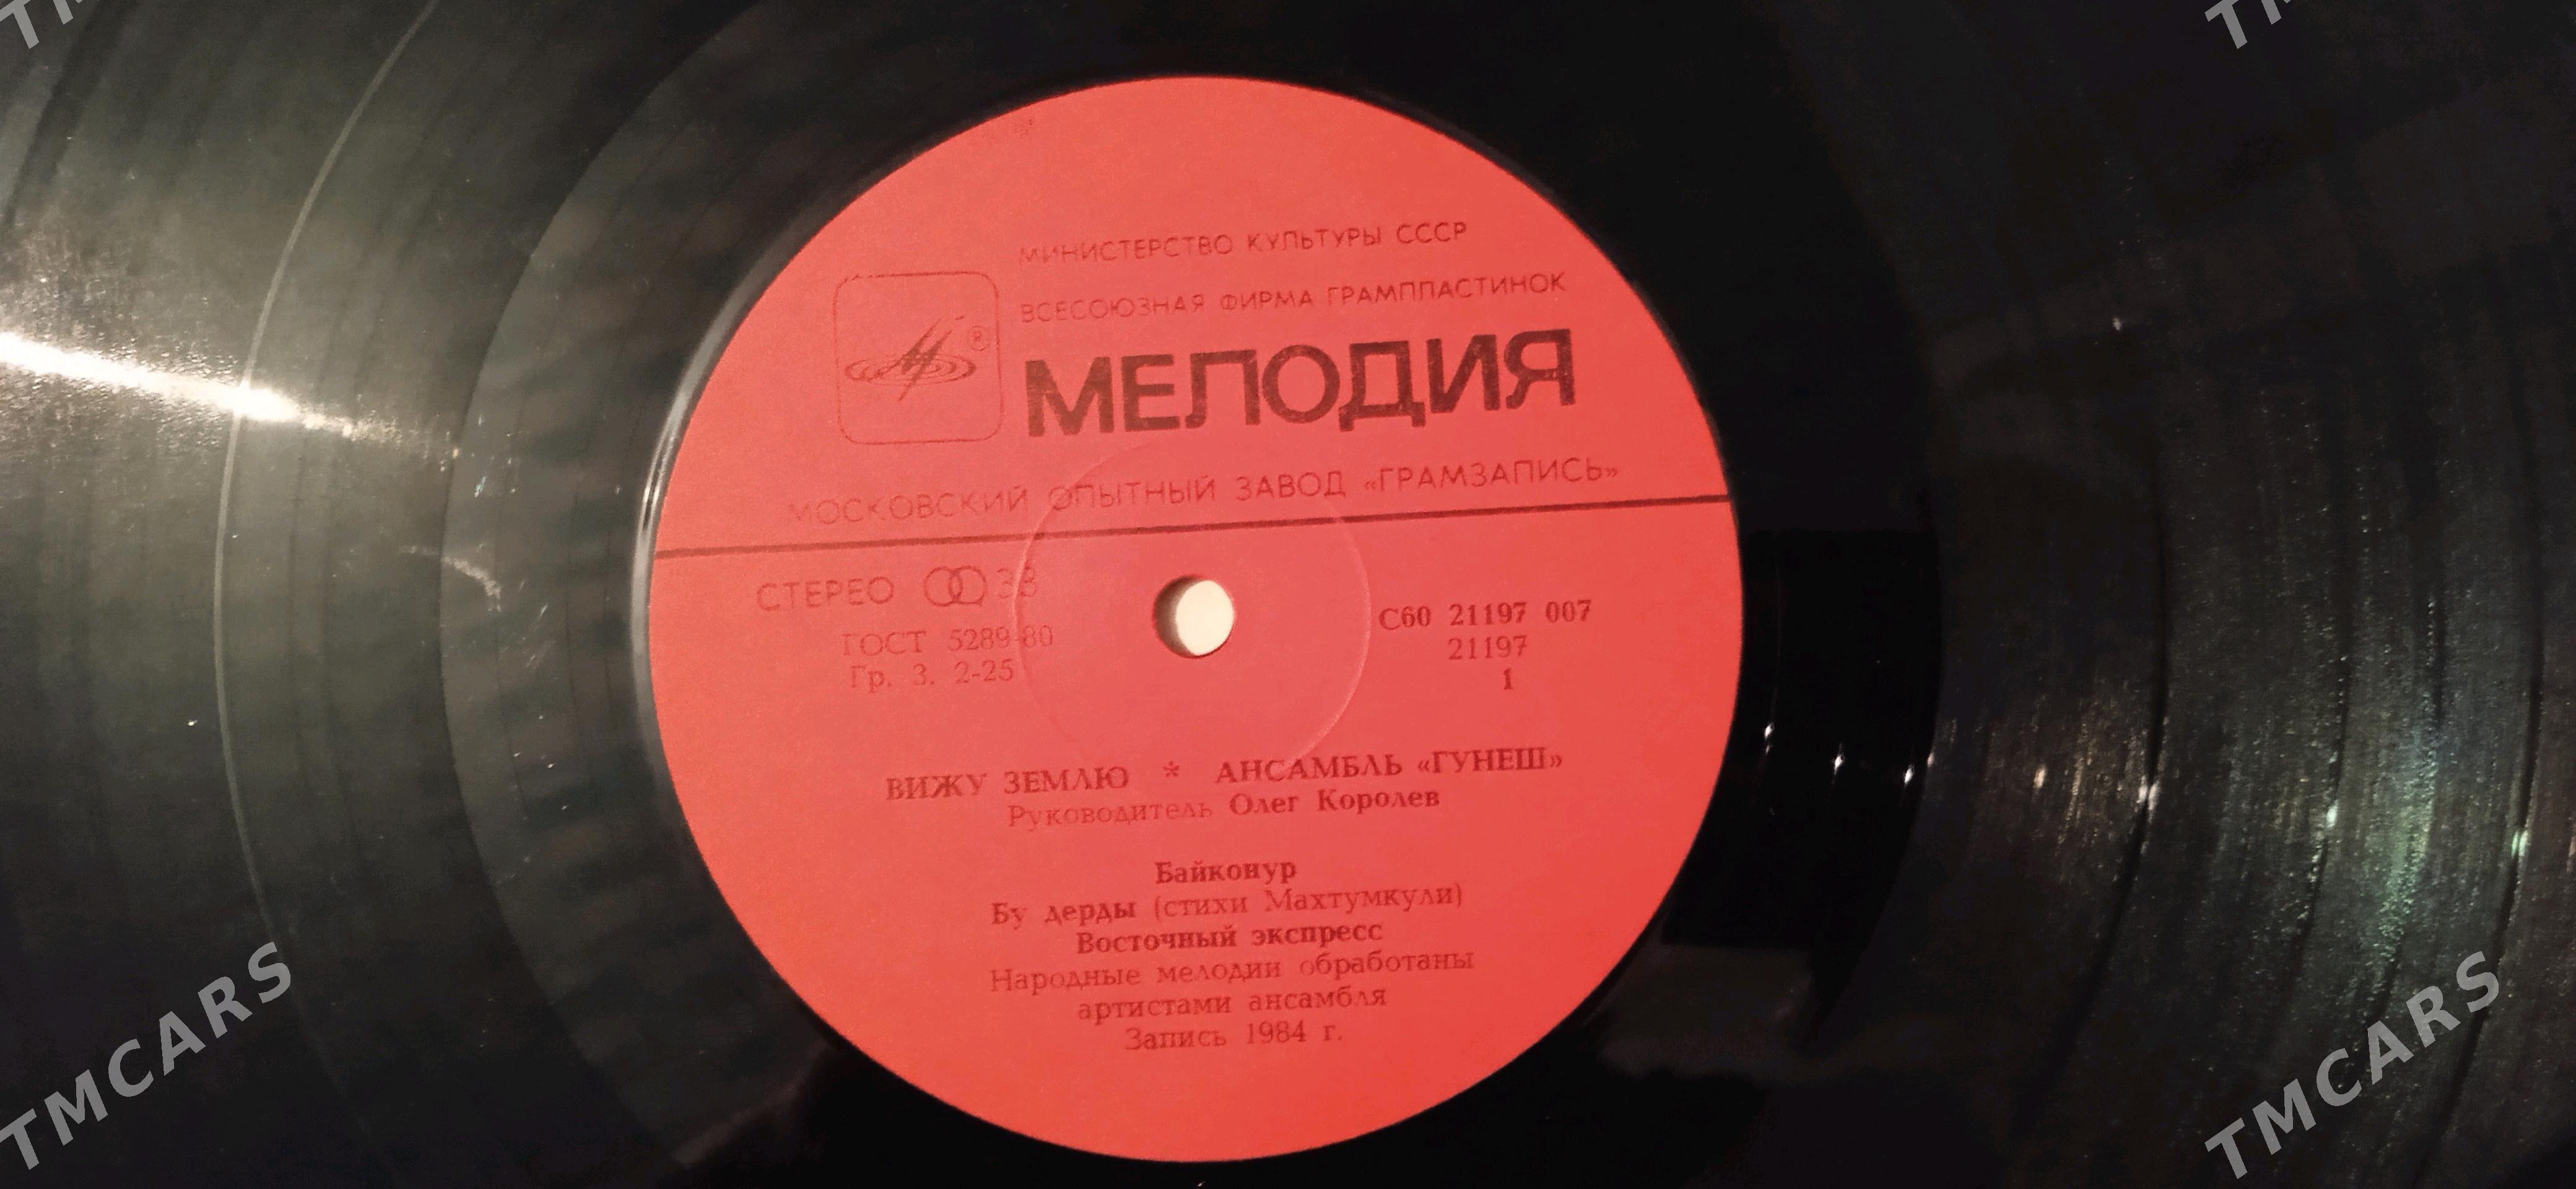 МИНИСТЕРСТВО КУЛЬТУРЫ СССР
ВСЕСОЮЗНАЯ ФИРМА ГРАМПЛАСТИНОК
МЕЛОДИЯ
®
МОСКОВСКИЙ ОПЫТНЫЙ ЗАВОД «ГРАМЗАПИСЬ»
СТЕРЕО 33
ГОСТ 5289-80
Гр. 3. 2-25
С60 21197 007
21197
1
ВИЖУ ЗЕМЛЮ * АНСАМБЛЬ «ГУНЕШ»
Руководитель Олег Королев
Байконур
Бу дерды (стихи Махтумкули)
Восточный экспресс
Народные мелодии обработаны
артистами ансамбля
Запись 1984 г.
TMCARS
TMCARS